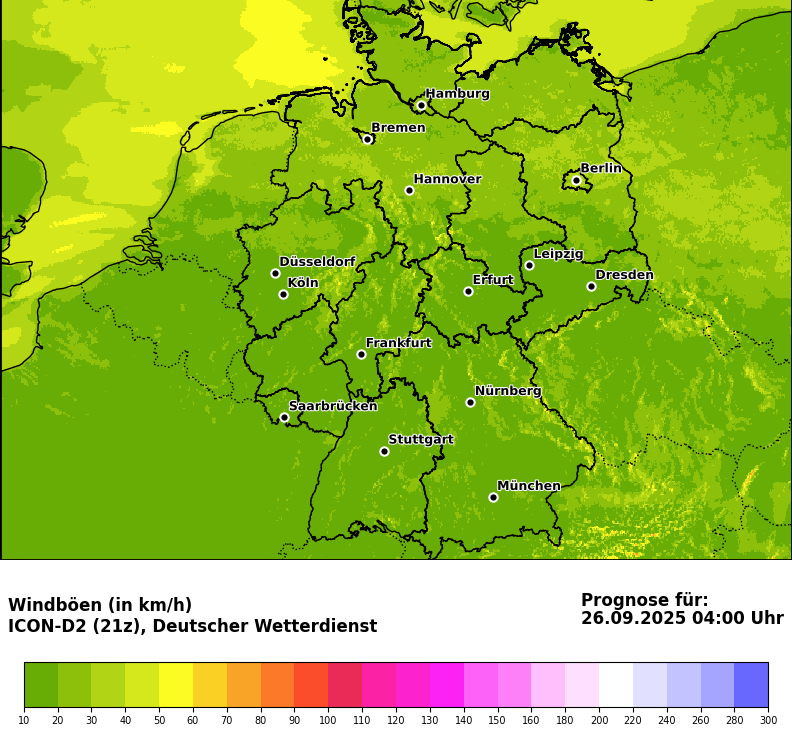 Hamburg
Bremen
Berlin
Hannover
Leipzig
Düsseldorf
Dresden
Köln
Erfurt
Frankfurt
Nürnberg
Saarbrücken
Stuttgart
München
Windböen (in km/h)
ICON-D2 (21z), Deutscher Wetterdienst
Prognose für:
26.09.2025 04:00 Uhr
10 20 30 40 50 60 70 80 90 100 110 120 130 140 150 160 180 200 220 240 260 280 300